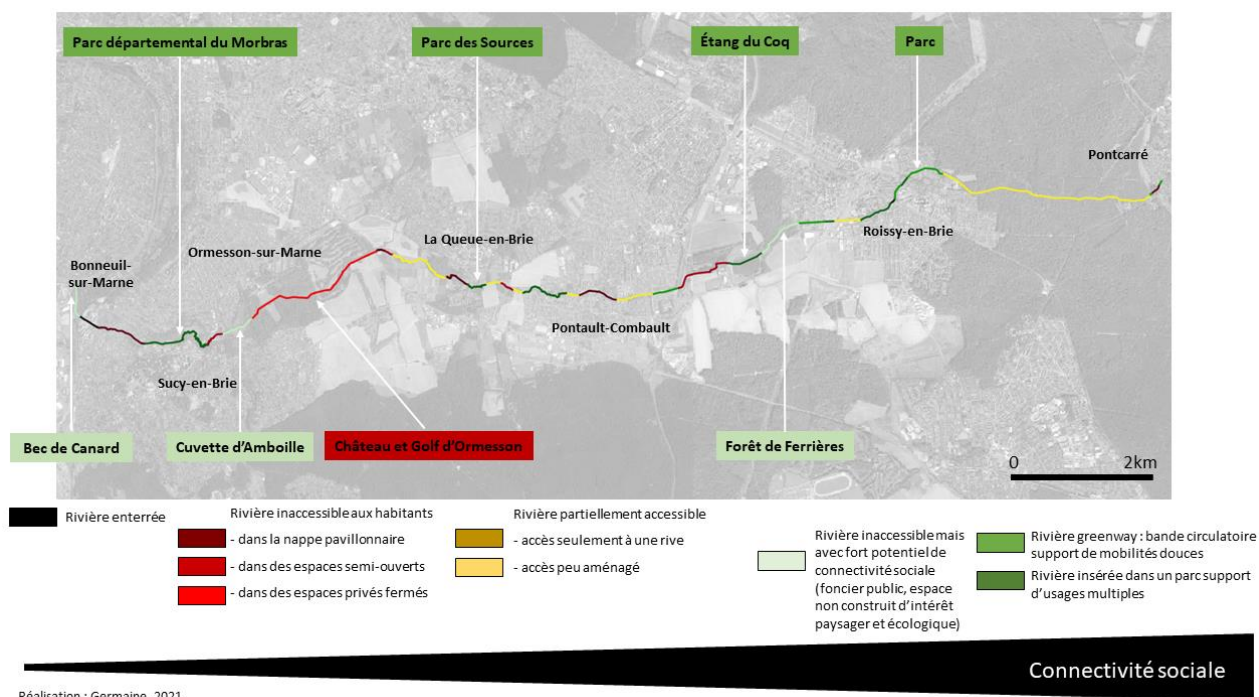 Parc départemental du Morbras
Parc des Sources
Étang du Coq
Parc
Pontcarré
La Queue-en-Brie
Ormesson-sur-Marne
Roissy-en-Brie
Bonneuil-
sur-Marne
Pontault-Combault
Sucy-en-Brie
Bec de Canard
Cuvette d'Amboille
Château et Golf d'Ormesson
Forêt de Ferrières
0 2km
Rivière enterrée
Rivière inaccessible aux habitants
- dans la nappe pavillonnaire
- dans des espaces semi-ouverts
- dans des espaces privés fermés
Rivière partiellement accessible
- accès seulement à une rive
- accès peu aménagé
Rivière inaccessible mais
avec fort potentiel de
connectivité sociale
(foncier public, espace
non construit d'intérêt
paysager et écologique)
Rivière greenway : bande circulatoire
support de mobilités douces
Rivière insérée dans un parc support
d'usages multiples
Connectivité sociale
Réalisation : Germaine, 2021